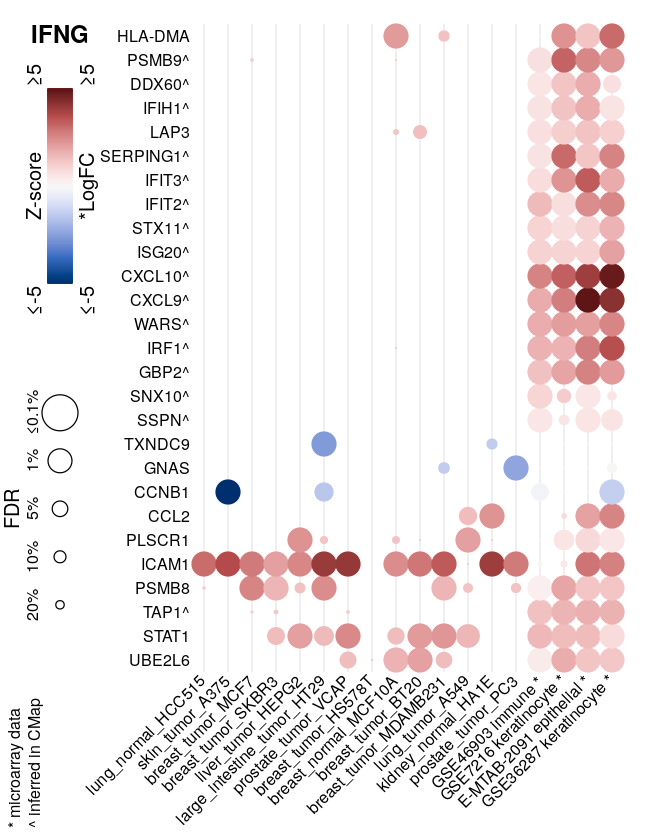 IFNG
≥5
≥5
Z-score
*LogFC
≤-5
≤-5
FDR
≤0.1%
1%
5%
10%
20%
* microarray data
^ Inferred In CMap
HLA-DMA
PSMB9^
DDX60^
IFIH1^
LAP3
SERPING1^
IFIT3^
IFIT2^
STX11^
ISG20^
CXCL10^
CXCL9^
WARS^
IRF1^
GBP2^
SNX10^
SSPN^
TXNDC9
GNAS
CCNB1
CCL2
PLSCR1
ICAM1
PSMB8
TAP1^
STAT1
UBE2L6
lung_normal_HCC515
skin_tumor_A375
breast_tumor_MCF7
breast_tumor_SKBR3
liver_tumor_HEPG2
large_Intestine_tumor_HT29
prostate_tumor_VCAP
breast_tumor_HS578T
breast_normal_MCF10A
breast_tumor_BT20
breast_tumor_MDAMB231
lung_tumor_A549
kidney_normal_HA1E
prostate_tumor_PC3
GSE46903 Immune*
GSE7216 keratinocyte*
E-MTAB-2091 epithelial*
GSE36287 keratinocyte*